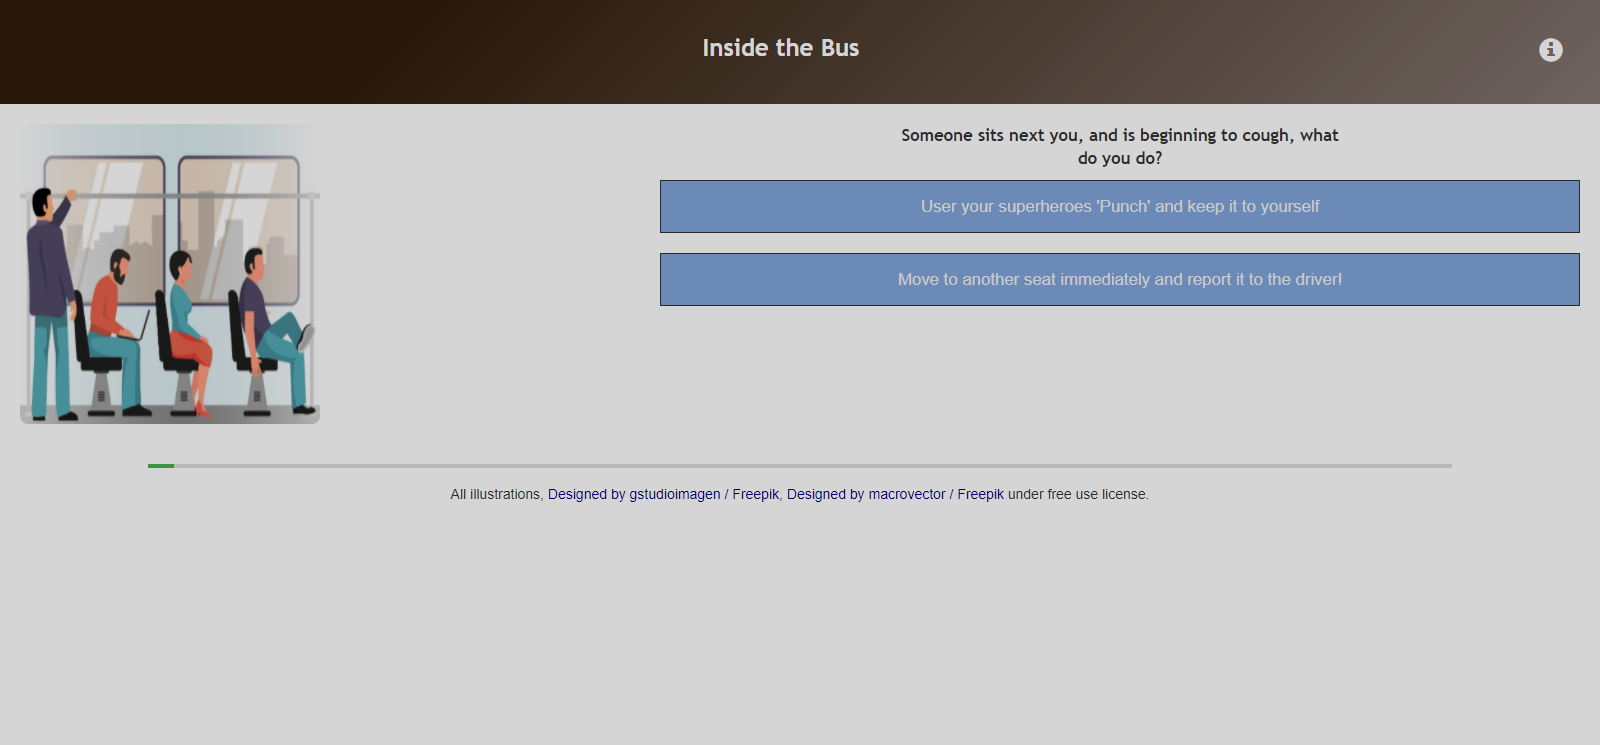 Inside the Bus
Someone sits next you, and is beginning to cough, what
do you do?
User your superheroes 'Punch' and keep it to yourself
Move to another seat immediately and report it to the driver!
All illustrations, Designed by gstudioimagen / Freepik, Designed by macrovector / Freepik under free use license.